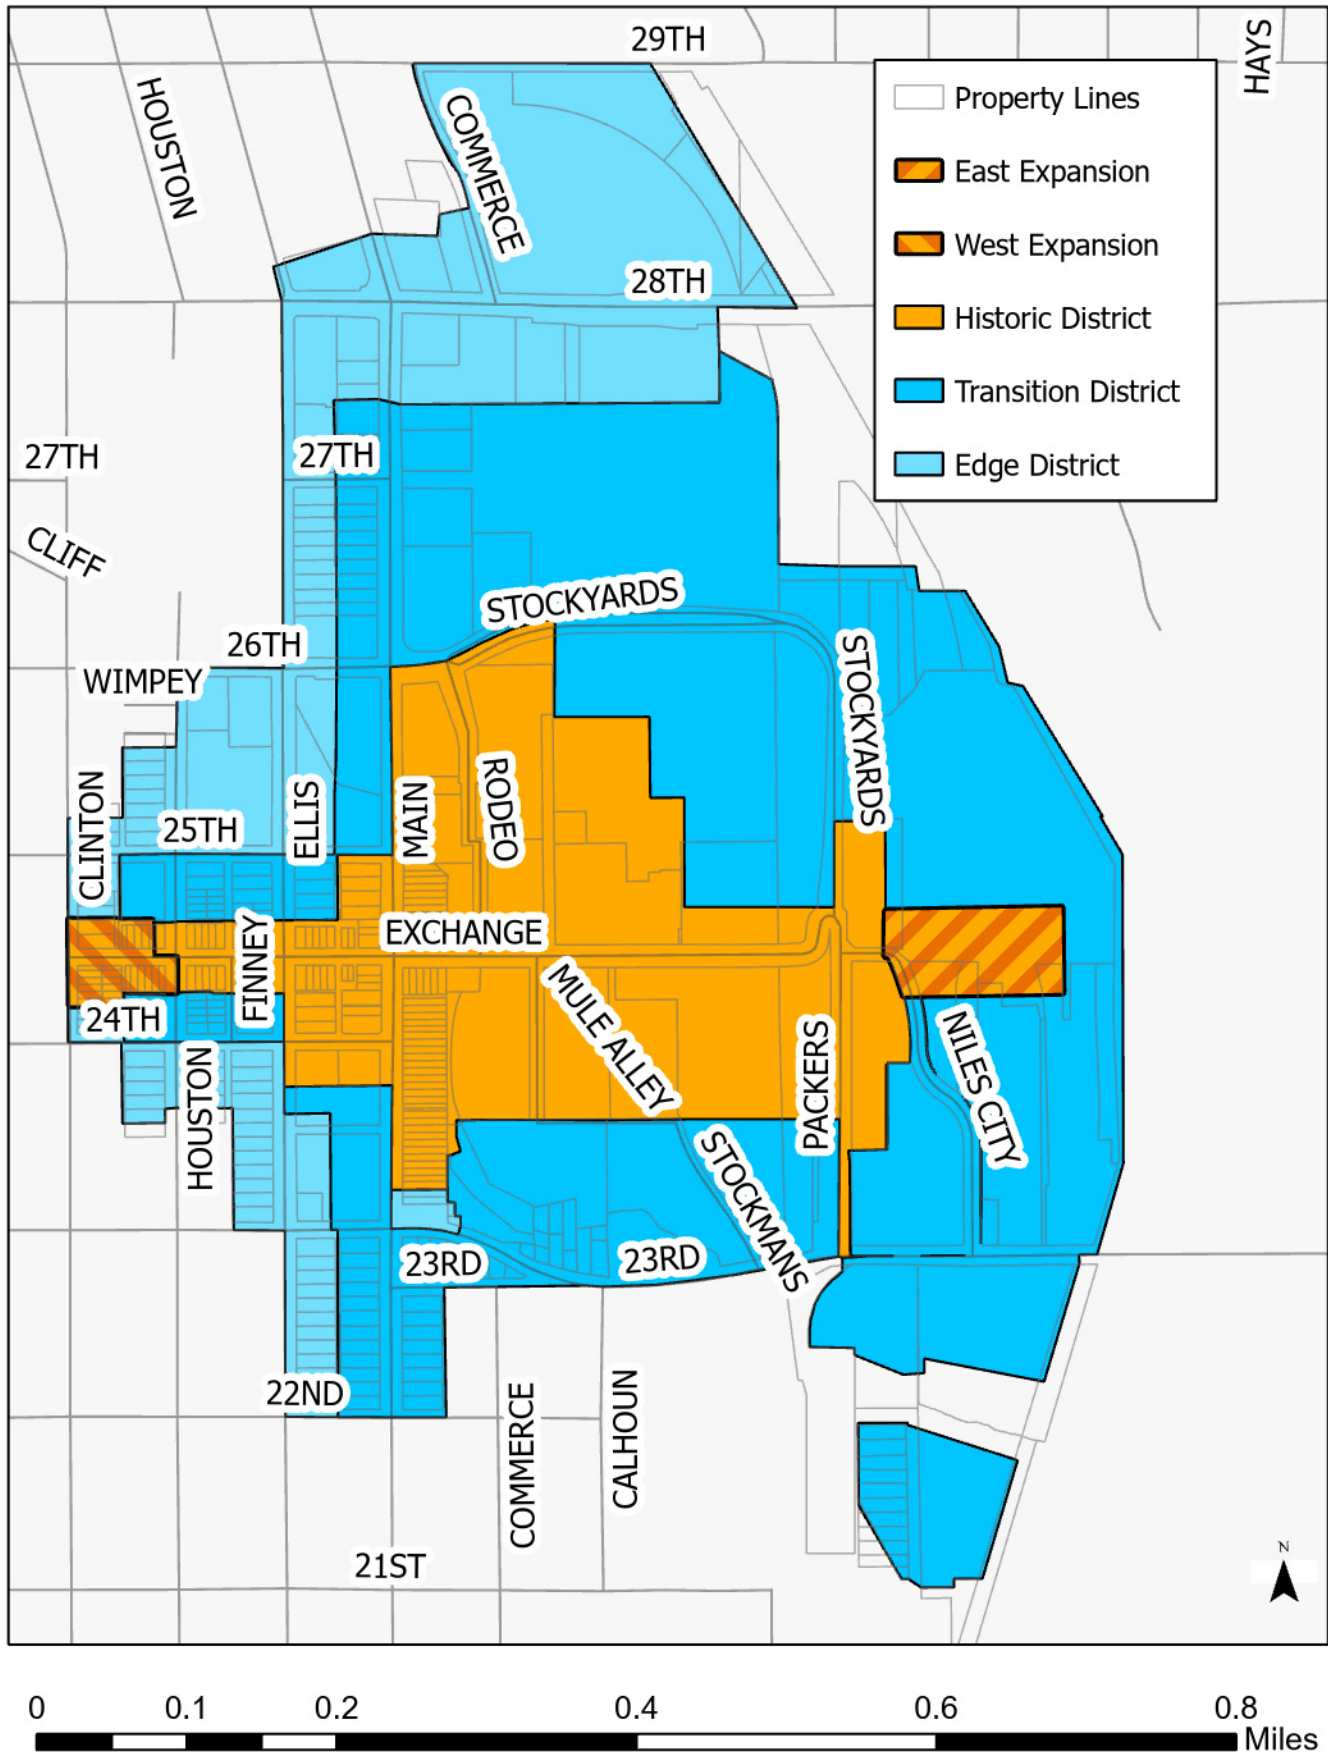 29TH
HAYS
HOUSTON
COMMERCE
Property Lines
East Expansion
West Expansion
Historic District
Transition District
Edge District
28TH
27TH
27TH
CLIFF
STOCKYARDS
26TH
WIMPEY
STOCKYARDS
CLINTON
25TH
ELLIS
MAIN
RODEO
FINNEY
EXCHANGE
24TH
MULE ALLEY
PACKERS
NILES CITY
HOUSTON
STOCKMANS
23RD
23RD
22ND
COMMERCE
CALHOUN
21ST
N
0 0.1 0.2 0.4 0.6 0.8
Miles